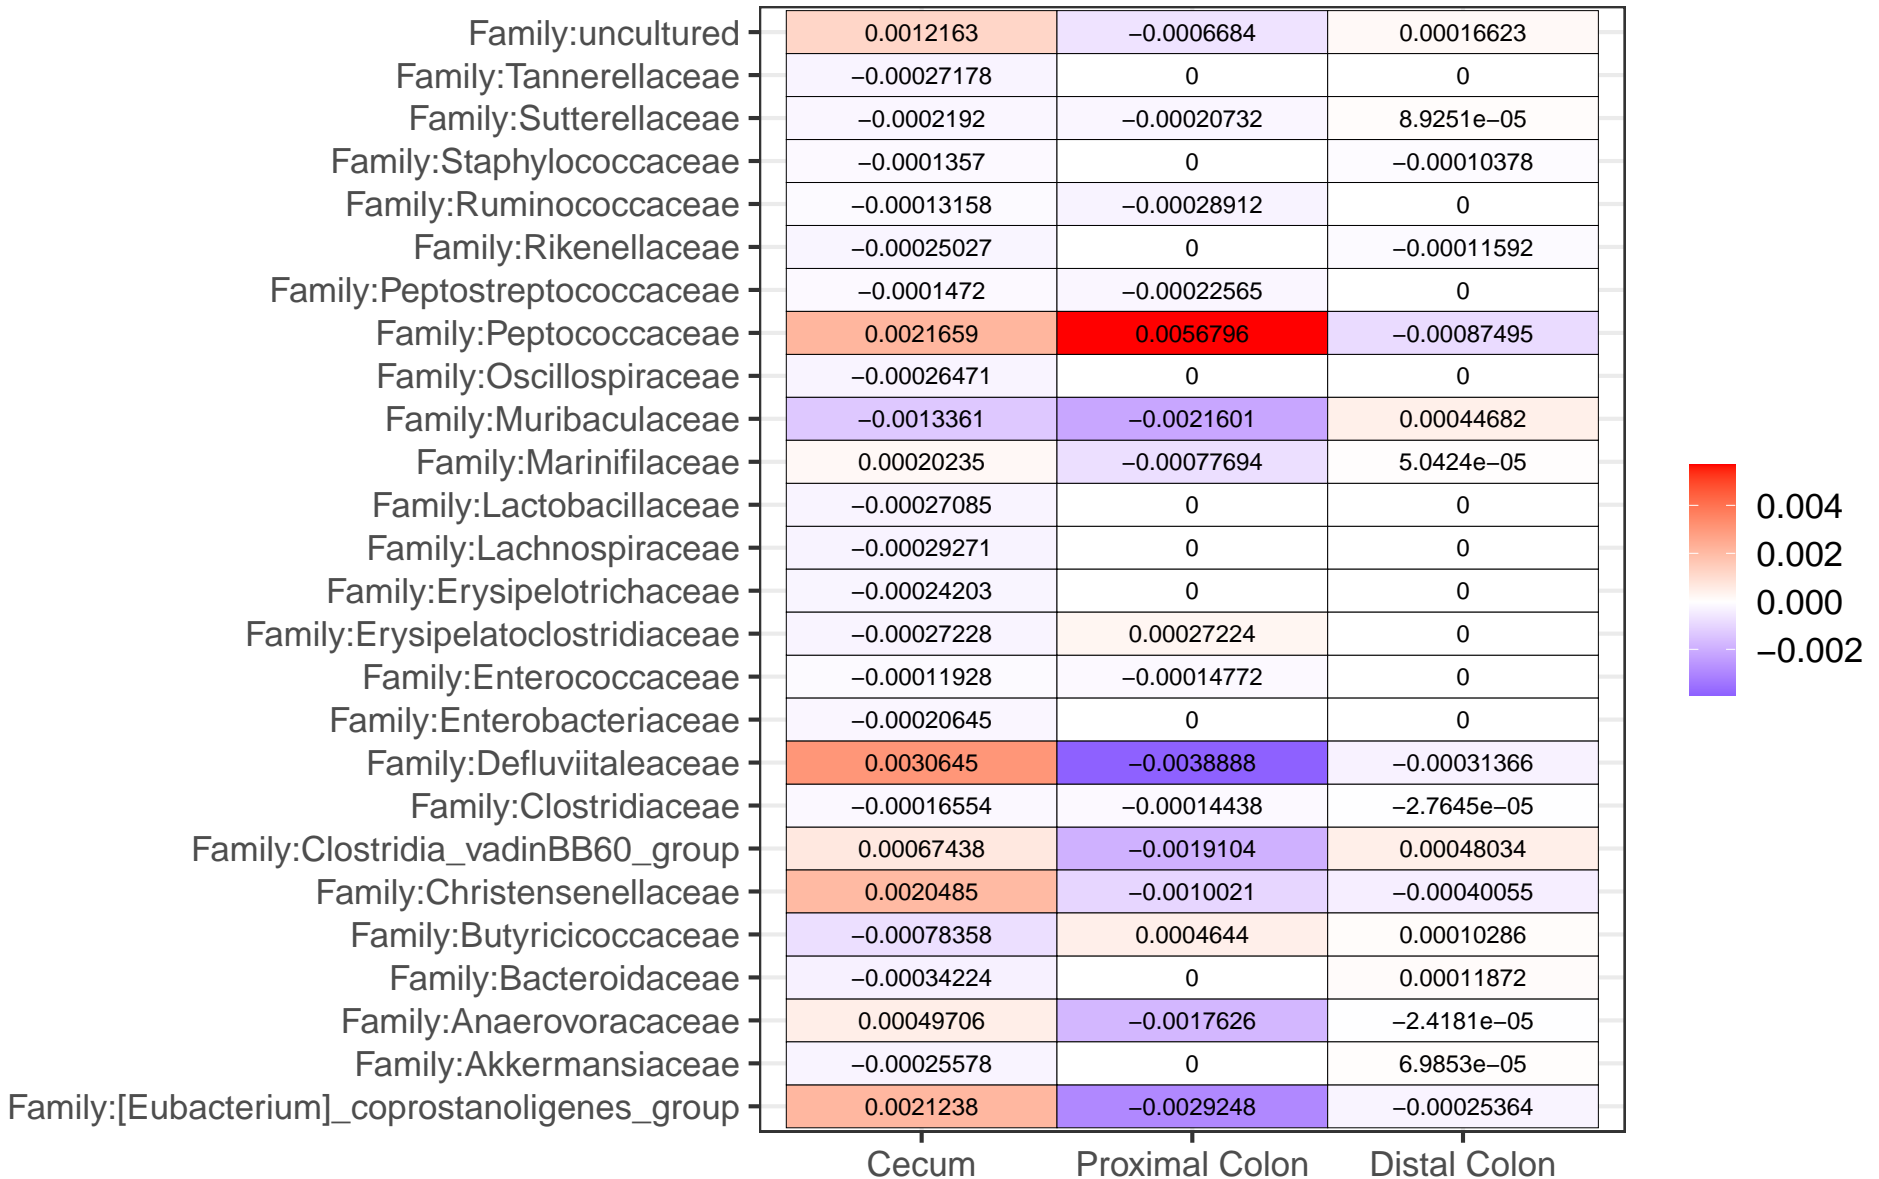 Family:uncultured 0.0012163 −0.0006684 0.00016623
Family:Tannerellaceae −0.00027178 0 0
Family:Sutterellaceae −0.0002192 −0.00020732 8.9251e−05
Family:Staphylococcaceae −0.0001357 0 −0.00010378
Family:Ruminococcaceae −0.00013158 −0.00028912 0
Family:Rikenellaceae −0.00025027 0 −0.00011592
Family:Peptostreptococcaceae −0.0001472 −0.00022565 0
Family:Peptococcaceae 0.0021659 0.0056796 −0.00087495
Family:Oscillospiraceae −0.00026471 0 0
Family:Muribaculaceae −0.0013361 −0.0021601 0.00044682
Family:Marinifilaceae 0.00020235 −0.00077694 5.0424e−05
Family:Lactobacillaceae −0.00027085 0 0
Family:Lachnospiraceae −0.00029271 0 0
Family:Erysipelotrichaceae −0.00024203 0 0
Family:Erysipelatoclostridiaceae −0.00027228 0.00027224 0
Family:Enterococcaceae −0.00011928 −0.00014772 0
Family:Enterobacteriaceae −0.00020645 0 0
Family:Defluviitaleaceae 0.0030645 −0.0038888 −0.00031366
Family:Clostridiaceae −0.00016554 −0.00014438 −2.7645e−05
Family:Clostridia_vadinBB60_group 0.00067438 −0.0019104 0.00048034
Family:Christensenellaceae 0.0020485 −0.0010021 −0.00040055
Family:Butyricicoccaceae −0.00078358 0.0004644 0.00010286
Family:Bacteroidaceae −0.00034224 0 0.00011872
Family:Anaerovoracaceae 0.00049706 −0.0017626 −2.4181e−05
Family:Akkermansiaceae −0.00025578 0 6.9853e−05
Family:[Eubacterium]_coprostanoligenes_group 0.0021238 −0.0029248 −0.00025364
Cecum Proximal Colon Distal Colon
0.004
0.002
0.000
−0.002